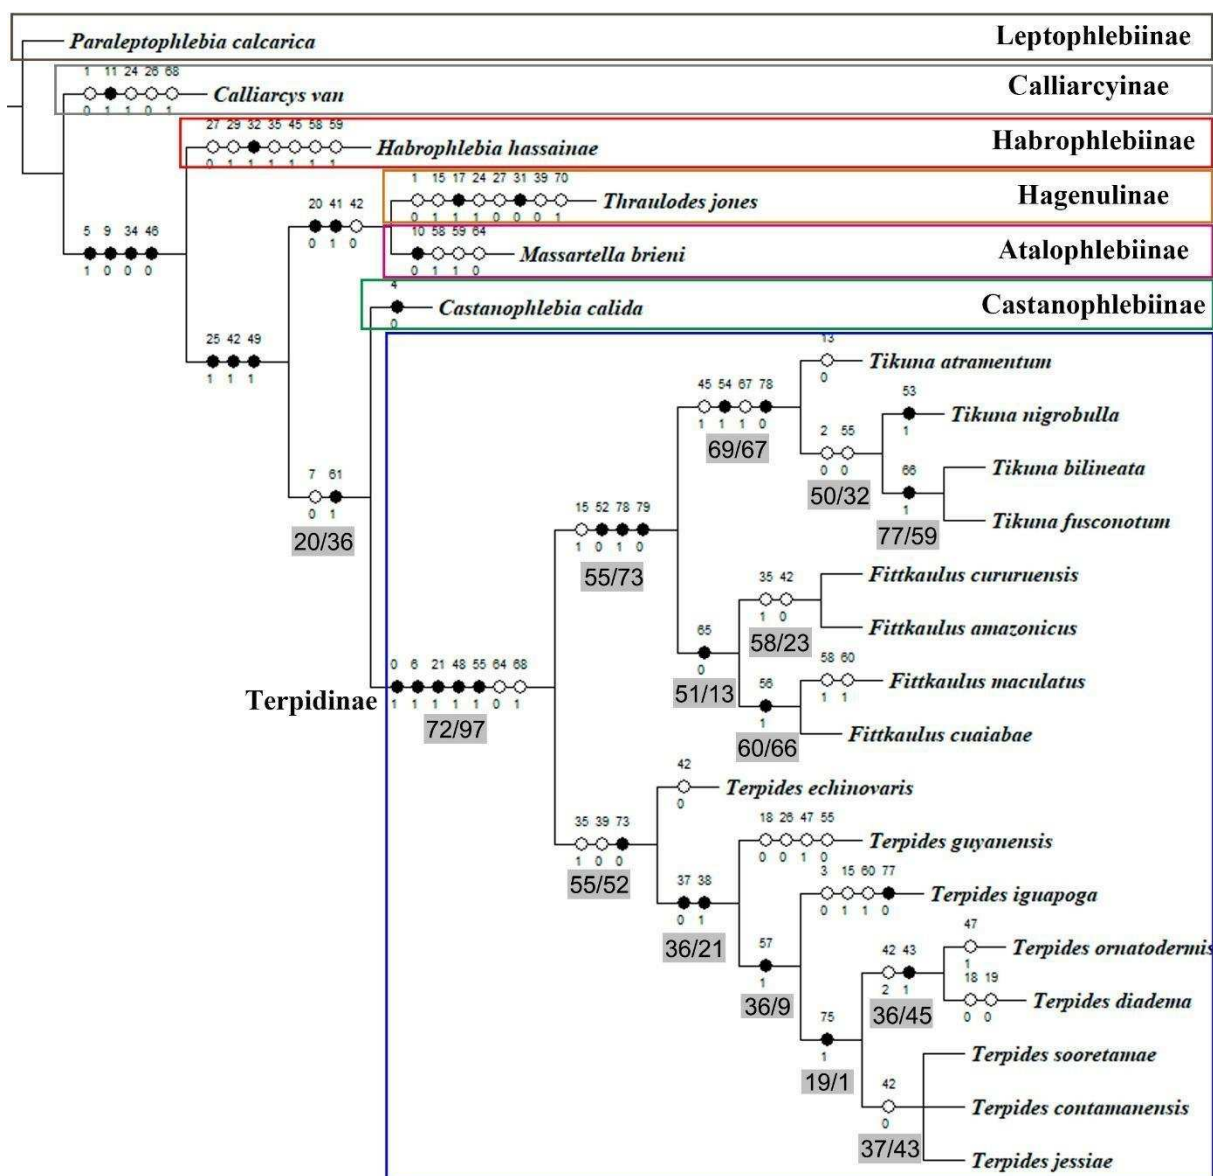 Paraleptophlebia calcarica
Leptophlebiinae
1 11 24 26 68
Calliarcys van
Calliarcyinae
0 1 1 0 1
27 29 32 35 45 58 59
Habrophlebia hassainae
Habrophlebiinae
0 1 1 1 1 1 1
1 15 17 24 27 31 39 70
Thraulodes jones
Hagenulinae
0 1 1 1 0 0 0 1
20 41 42
0 1 0
10 58 59 64
Massartella brieni
Atalophlebiinae
0 1 1 0
5 9 34 46
1 0 0 0
4
Castanophlebia calida
Castanophlebiinae
0
25 42 49
1 1 1
13
Tikuna atramentum
0
45 54 67 78
1 1 1 0
69/67
53
Tikuna nigrobulla
1
2 55
0 0
50/32
66
1
77/59
Tikuna bilineata
Tikuna fusconotum
7 61
0 1
20/36
15 52 78 79
1 0 1 0
55/73
35 42
1 0
58/23
Fittkaulus cururuensis
Fittkaulus amazonicus
65
0
51/13
58 60
Fittkaulus maculatus
1 1
56
1
60/66
Fittkaulus cuaiabae
Terpidinae
0 6 21 48 55 64 68
1 1 1 1 1 0 1
72/97
42
Terpides echinovaris
0
35 39 73
1 0 0
55/52
18 26 47 55
Terpides guyanensis
0 0 1 0
37 38
0 1
36/21
3 15 60 77
Terpides iguapoga
0 1 1 0
57
1
36/9
47
Terpides ornatodermis
1
42 43
2 1
36/45
18 19
Terpides diadema
0 0
75
1
19/1
Terpides sooretamae
42
0
37/43
Terpides contamanensis
Terpides jessiae